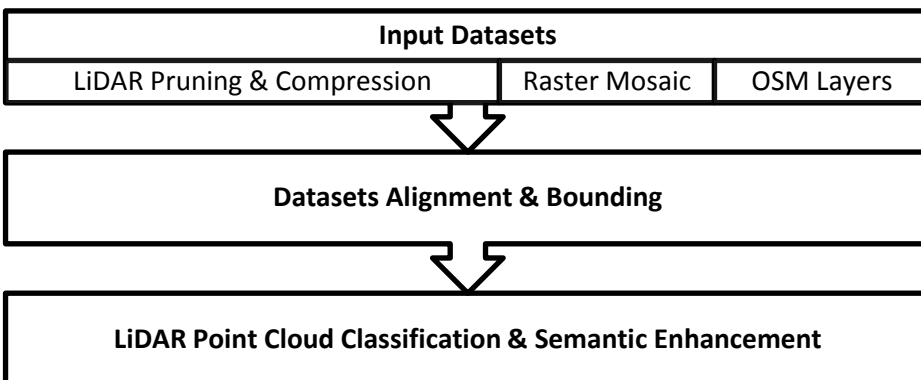 Input Datasets
LiDAR Pruning & Compression Raster Mosaic OSM Layers
Datasets Alignment & Bounding
LiDAR Point Cloud Classification & Semantic Enhancement